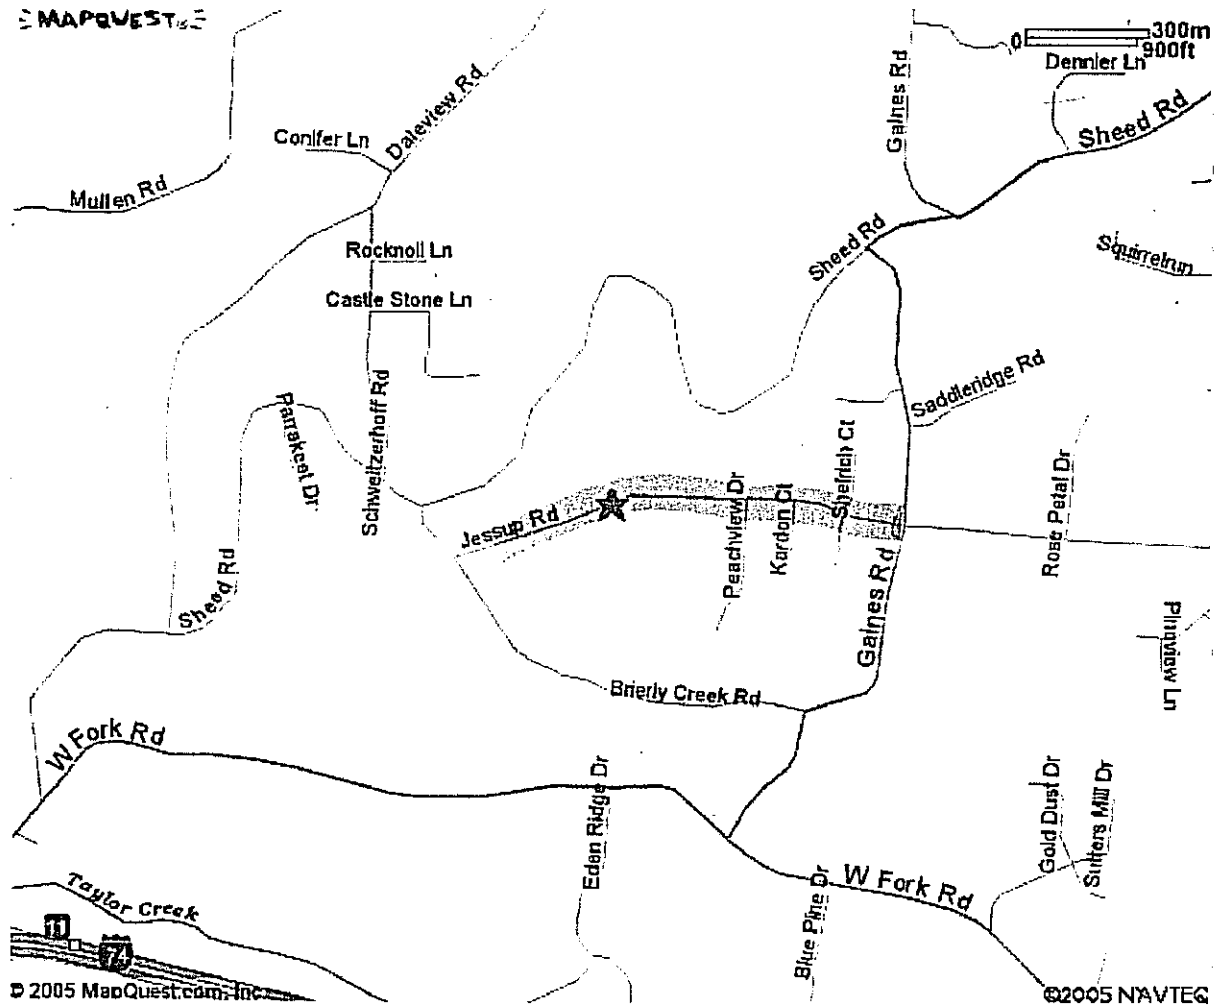 MAPQUEST
300m
0
900ft
Dennler Ln
Gaines Rd
Sheed Rd
Daleview Rd
Conifer Ln
Mullen Rd
Sheed Rd
Squirrelrun
Rocknoll Ln
Castle Stone Ln
Saddleridge Rd
Parrakeet Dr
Schweitzerhoff Rd
Shelrich Ct
Rose Petal Dr
Peachview Dr
Kardon Ct
Jessup Rd
Sheed Rd
Gaines Rd
Pineview Ln
Brierly Creek Rd
W Fork Rd
Eden Ridge Dr
Gold Dust Dr
Sutters Mill Dr
W Fork Rd
Blue Pine Dr
Taylor Creek
11
74
© 2005 MapQuest.com, Inc.
©2005 NAVTEQ